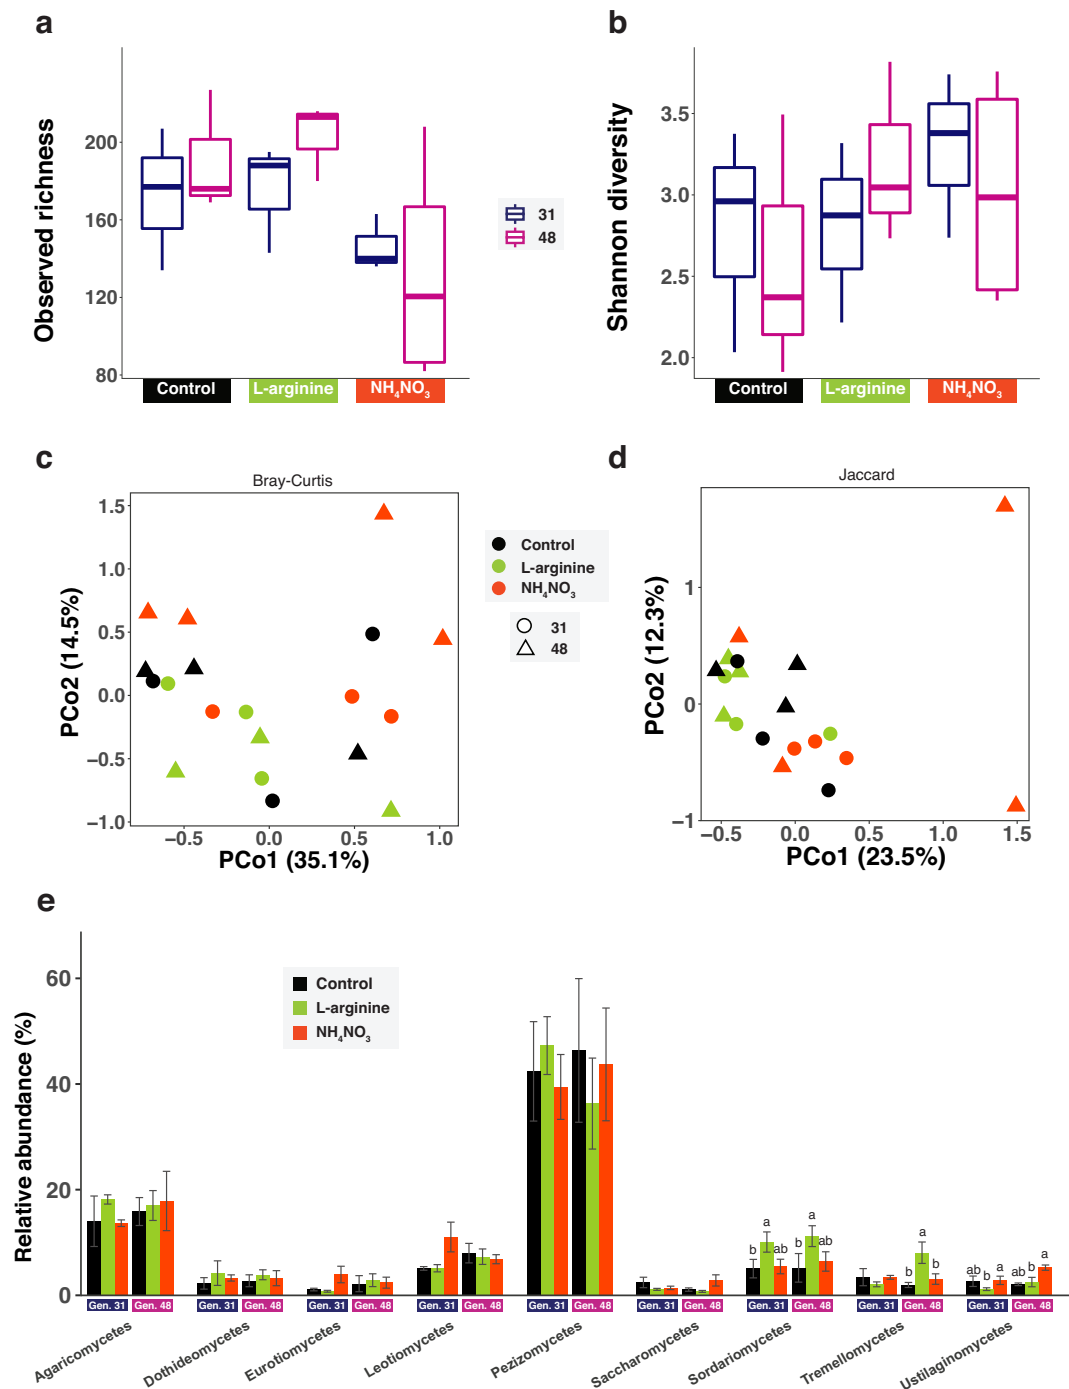 a
Observed richness
200
160
120
80
Control
L-arginine
NH₄NO₃
31
48
b
Shannon diversity
3.5
3.0
2.5
2.0
Control
L-arginine
NH₄NO₃
c
Bray-Curtis
PCo2 (14.5%)
1.5
1.0
0.5
0.0
−0.5
−1.0
−0.5 0.0 0.5 1.0
PCo1 (35.1%)
Control
L-arginine
NH₄NO₃
31
48
d
Jaccard
PCo2 (12.3%)
1
0
−1
−0.5 0.0 0.5 1.0 1.5
PCo1 (23.5%)
e
Relative abundance (%)
60
40
20
0
Control
L-arginine
NH₄NO₃
b a ab b a ab
b a b
ab b a ab b a
Gen. 31 Gen. 48 Gen. 31 Gen. 48 Gen. 31 Gen. 48 Gen. 31 Gen. 48 Gen. 31 Gen. 48 Gen. 31 Gen. 48 Gen. 31 Gen. 48 Gen. 31 Gen. 48 Gen. 31 Gen. 48
Agaricomycetes
Dothideomycetes
Eurotiomycetes
Leotiomycetes
Pezizomycetes
Saccharomycetes
Sordariomycetes
Tremellomycetes
Ustilaginomycetes